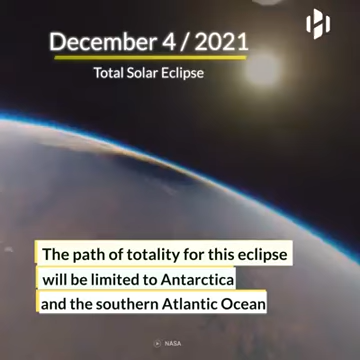 December 4 / 2021
Total Solar Eclipse
The path of totality for this eclipse
will be limited to Antarctica
and the southern Atlantic Ocean
NASA